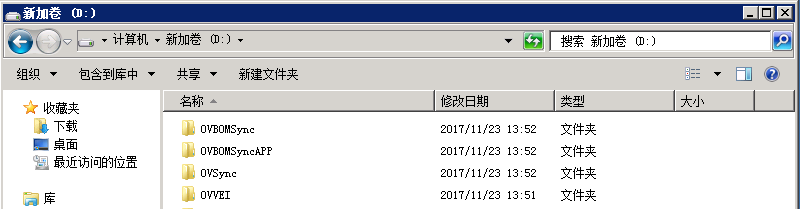 新加卷 (D:)
计算机 新加卷 (D:)
搜索 新加卷 (D:)
组织 包含到库中 共享 新建文件夹
收藏夹
下载
桌面
最近访问的位置
库
名称 修改日期 类型 大小
OVBOMSync 2017/11/23 13:52 文件夹
OVBOMSyncAPP 2017/11/23 13:52 文件夹
OVSync 2017/11/23 13:52 文件夹
OVVEI 2017/11/23 13:51 文件夹